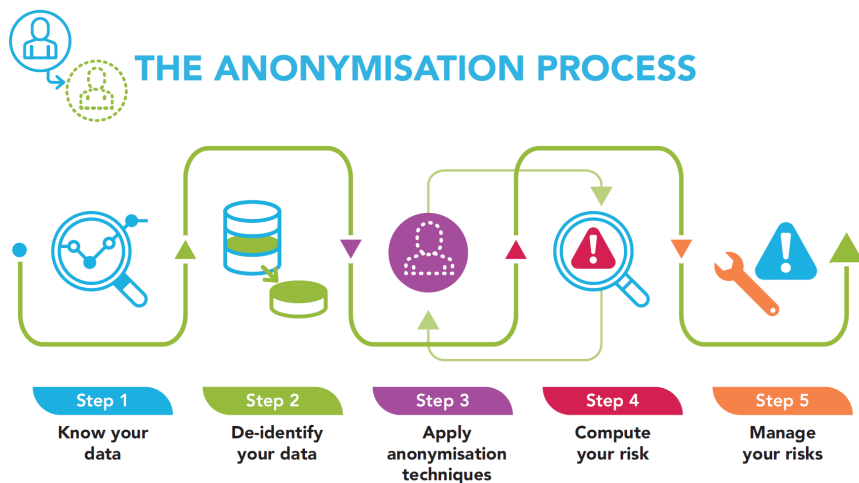 THE ANONYMISATION PROCESS
Step 1
Know your
data
Step 2
De-identify
your data
Step 3
Apply
anonymisation
techniques
Step 4
Compute
your risk
Step 5
Manage
your risks